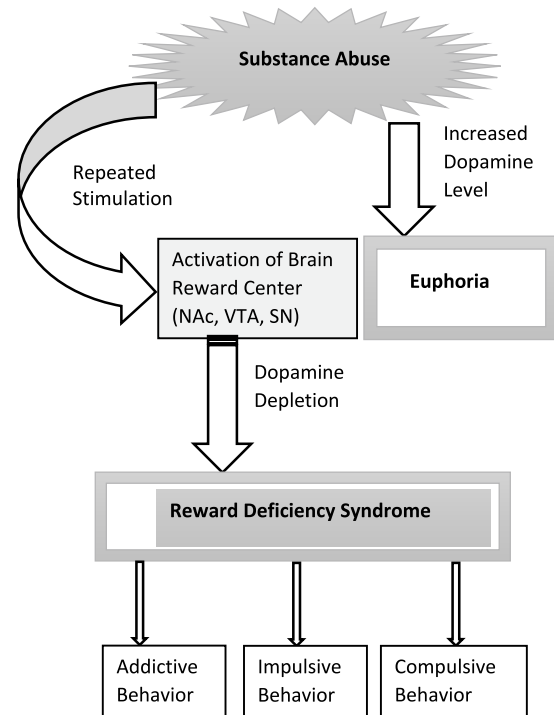 Substance Abuse
Increased
Dopamine
Level
Repeated
Stimulation
Activation of Brain
Reward Center
(NAc, VTA, SN)
Euphoria
Dopamine
Depletion
Reward Deficiency Syndrome
Addictive
Behavior
Impulsive
Behavior
Compulsive
Behavior